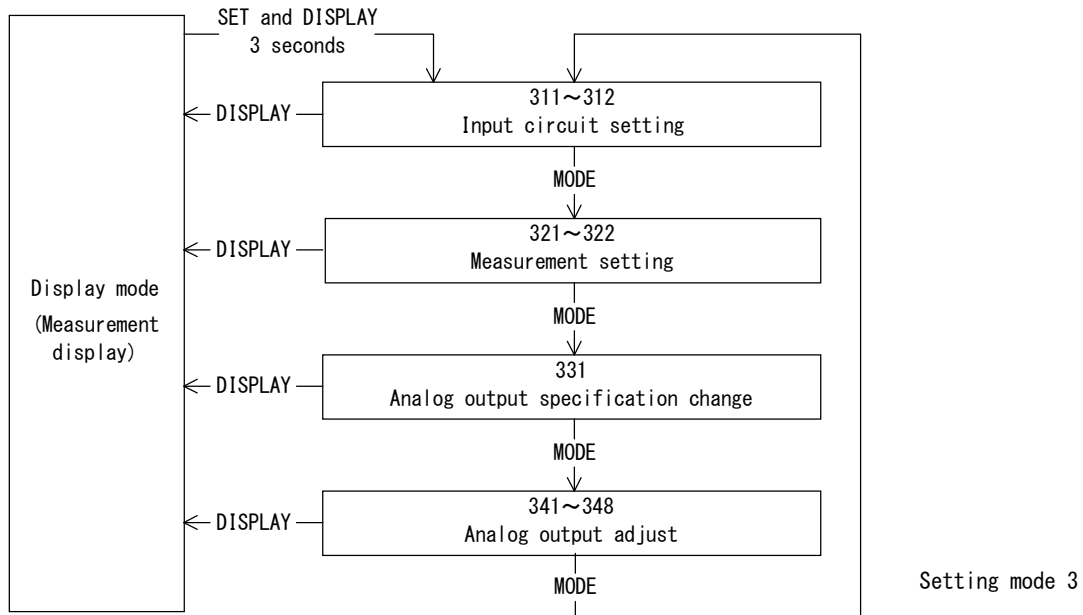 SET and DISPLAY
3 seconds
311～312
Input circuit setting
DISPLAY
MODE
321～322
Measurement setting
DISPLAY
Display mode
(Measurement
display)
MODE
331
Analog output specification change
DISPLAY
MODE
341～348
Analog output adjust
DISPLAY
MODE
Setting mode 3